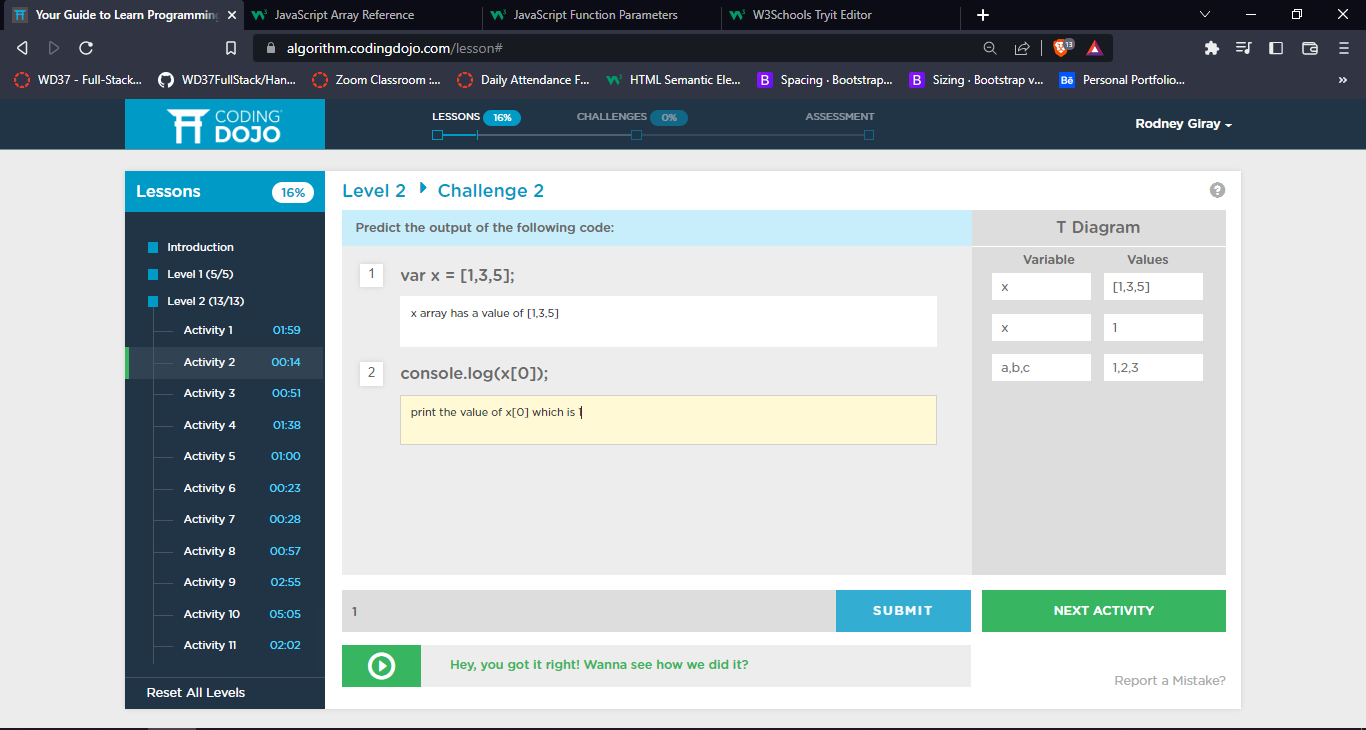 Your Guide to Learn Programming
JavaScript Array Reference
JavaScript Function Parameters
W3Schools Tryit Editor
algorithm.codingdojo.com/lesson#
13
WD37 - Full-Stack...
WD37FullStack/Han...
Zoom Classroom :...
Daily Attendance F...
HTML Semantic Ele...
B
Spacing · Bootstrap...
B
Sizing · Bootstrap v...
Bē
Personal Portfolio...
»
CODING
DOJO
LESSONS 16%
CHALLENGES 0%
ASSESSMENT
Rodney Giray
Lessons 16%
Introduction
Level 1 (5/5)
Level 2 (13/13)
Activity 1 01:59
Activity 2 00:14
Activity 3 00:51
Activity 4 01:38
Activity 5 01:00
Activity 6 00:23
Activity 7 00:28
Activity 8 00:57
Activity 9 02:55
Activity 10 05:05
Activity 11 02:02
Reset All Levels
Level 2 Challenge 2
?
Predict the output of the following code:
1 var x = [1,3,5];
x array has a value of [1,3,5]
2 console.log(x[0]);
print the value of x[0] which is 1
T Diagram
Variable Values
x [1,3,5]
x 1
a,b,c 1,2,3
1
SUBMIT
NEXT ACTIVITY
Hey, you got it right! Wanna see how we did it?
Report a Mistake?